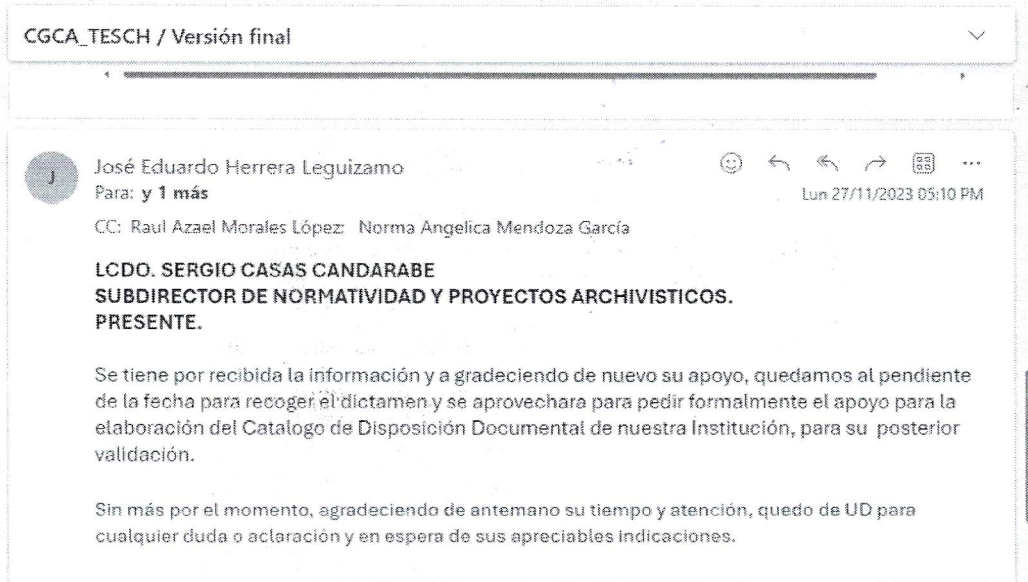 CGCA_TESCH / Versión final
J
José Eduardo Herrera Leguizamo
Para: y 1 más
Lun 27/11/2023 05:10 PM
CC: Raul Azael Morales López; Norma Angelica Mendoza García
LCDO. SERGIO CASAS CANDARABE
SUBDIRECTOR DE NORMATIVIDAD Y PROYECTOS ARCHIVISTICOS.
PRESENTE.
Se tiene por recibida la información y a gradeciendo de nuevo su apoyo, quedamos al pendiente
de la fecha para recoger el dictamen y se aprovechara para pedir formalmente el apoyo para la
elaboración del Catalogo de Disposición Documental de nuestra Institución, para su posterior
validación.
Sin más por el momento, agradeciendo de antemano su tiempo y atención, quedo de UD para
cualquier duda o aclaración y en espera de sus apreciables indicaciones.